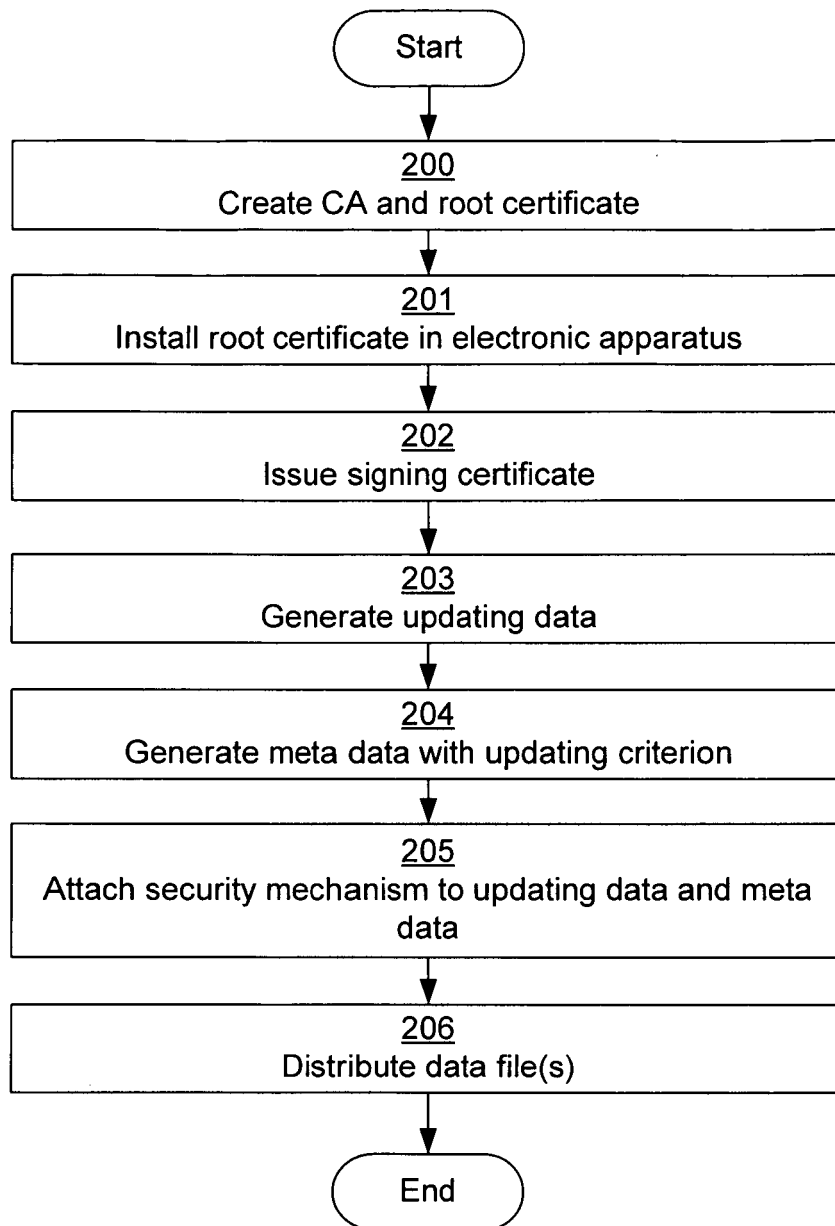 Start
200
Create CA and root certificate
201
Install root certificate in electronic apparatus
202
Issue signing certificate
203
Generate updating data
204
Generate meta data with updating criterion
205
Attach security mechanism to updating data and meta
data
206
Distribute data file(s)
End